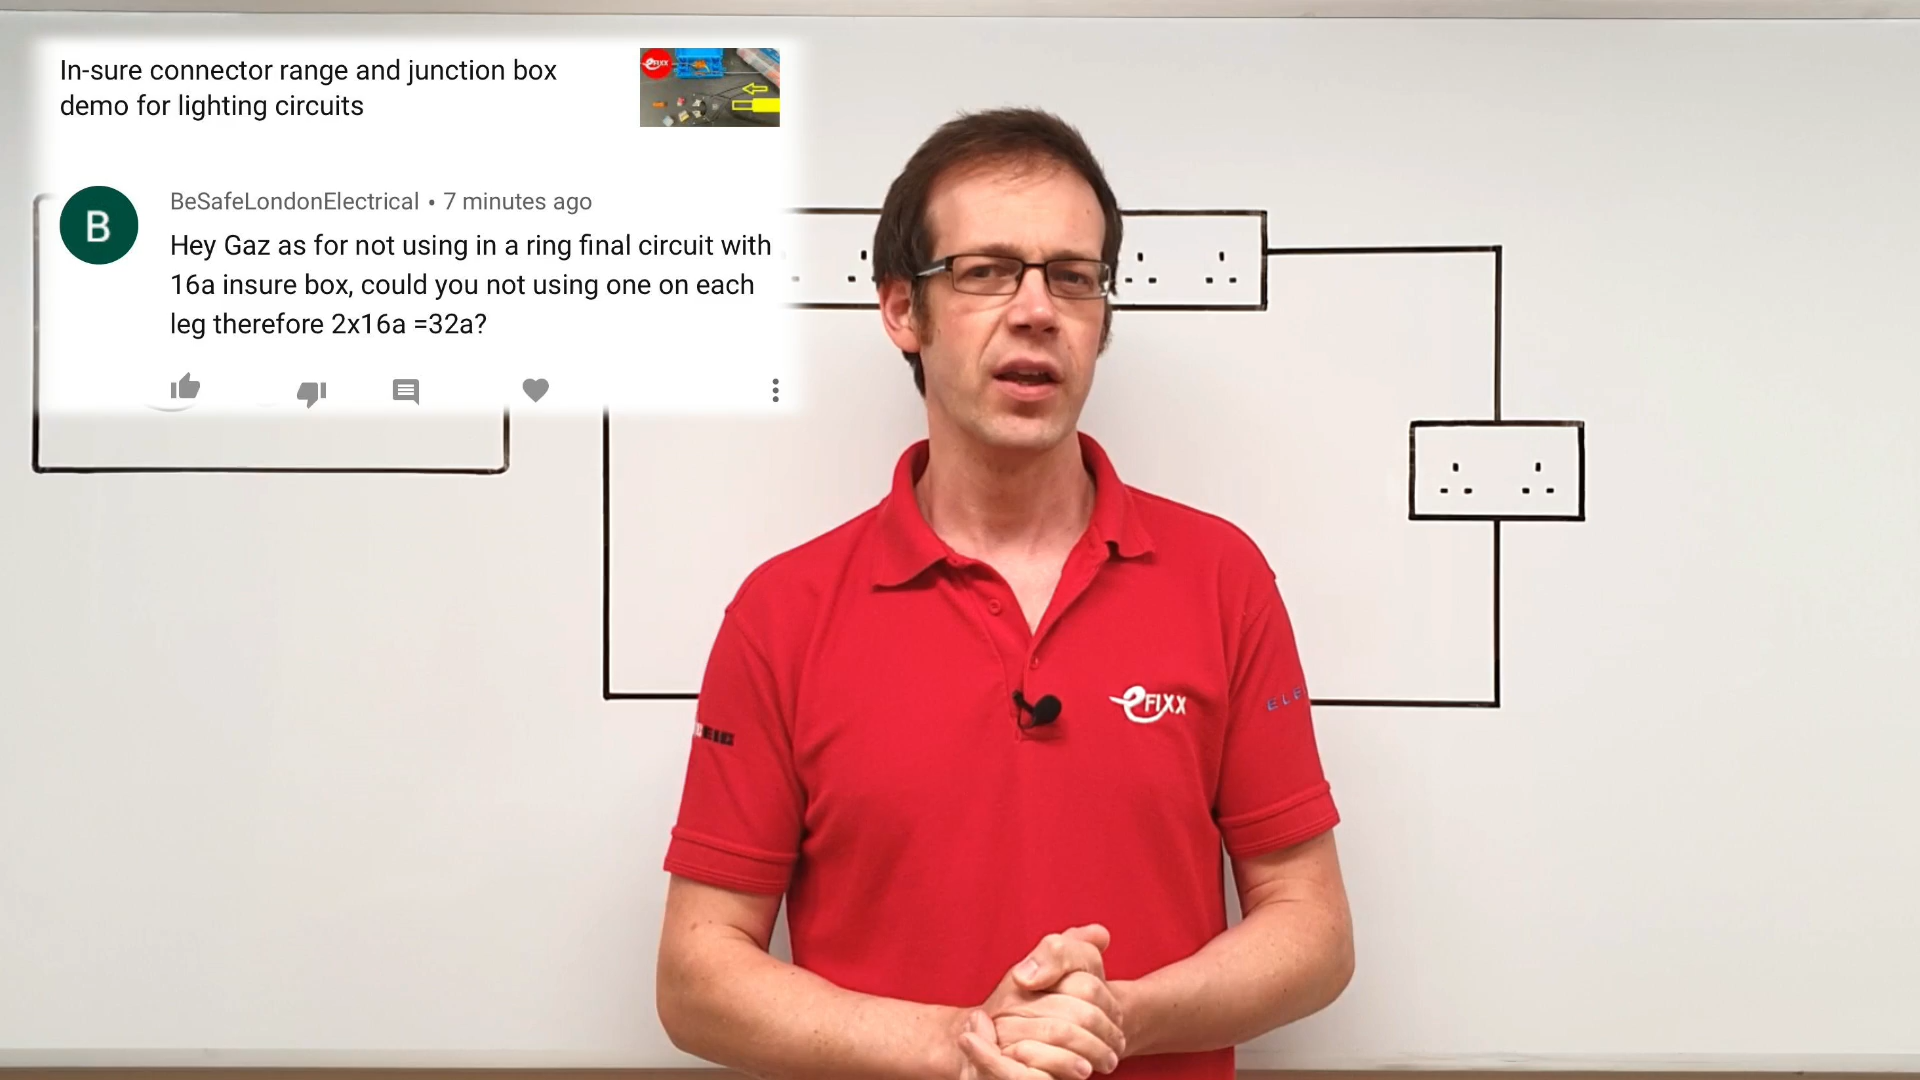 In-sure connector range and junction box
demo for lighting circuits
eFIXX
B
BeSafeLondonElectrical • 7 minutes ago
Hey Gaz as for not using in a ring final circuit with
16a insure box, could you not using one on each
leg therefore 2x16a =32a?
eFIXX